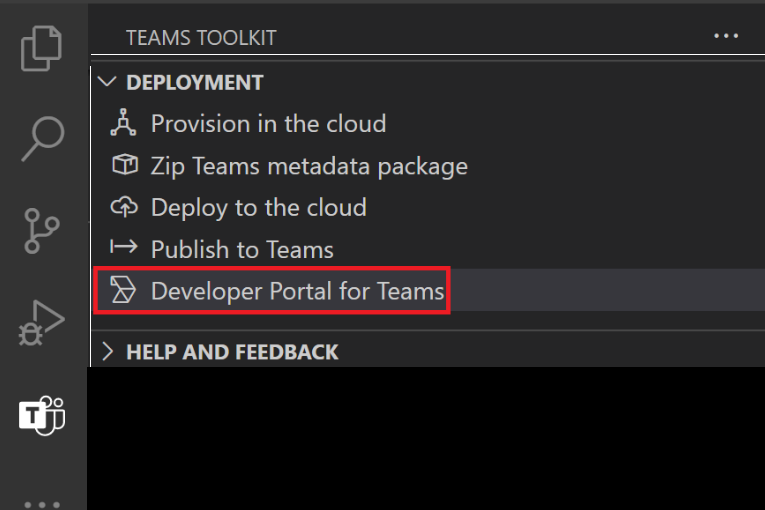 TEAMS TOOLKIT
DEPLOYMENT
Provision in the cloud
Zip Teams metadata package
Deploy to the cloud
Publish to Teams
Developer Portal for Teams
HELP AND FEEDBACK
T